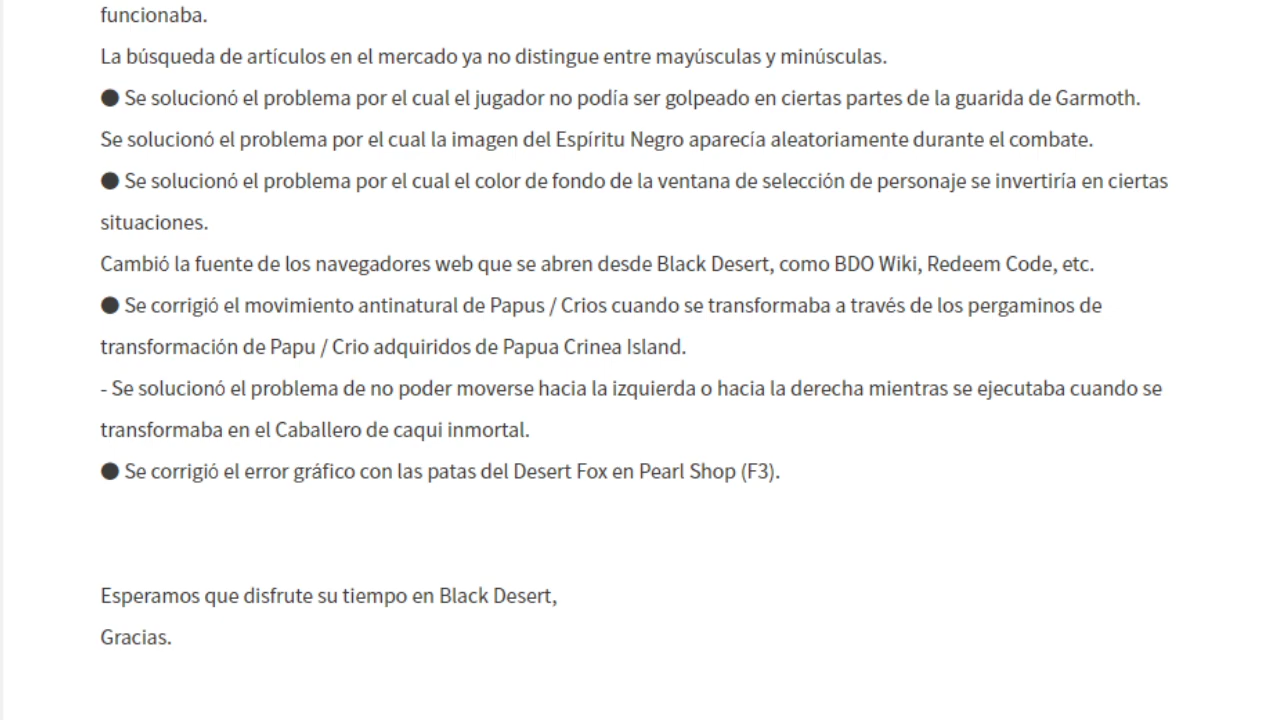 funcionaba.
La búsqueda de artículos en el mercado ya no distingue entre mayúsculas y minúsculas.
● Se solucionó el problema por el cual el jugador no podía ser golpeado en ciertas partes de la guarida de Garmoth.
Se solucionó el problema por el cual la imagen del Espíritu Negro aparecía aleatoriamente durante el combate.
● Se solucionó el problema por el cual el color de fondo de la ventana de selección de personaje se invertiría en ciertas
situaciones.
Cambió la fuente de los navegadores web que se abren desde Black Desert, como BDO Wiki, Redeem Code, etc.
● Se corrigió el movimiento antinatural de Papus / Crios cuando se transformaba a través de los pergaminos de
transformación de Papu / Crio adquiridos de Papua Crinea Island.
- Se solucionó el problema de no poder moverse hacia la izquierda o hacia la derecha mientras se ejecutaba cuando se
transformaba en el Caballero de caqui inmortal.
● Se corrigió el error gráfico con las patas del Desert Fox en Pearl Shop (F3).
Esperamos que disfrute su tiempo en Black Desert,
Gracias.